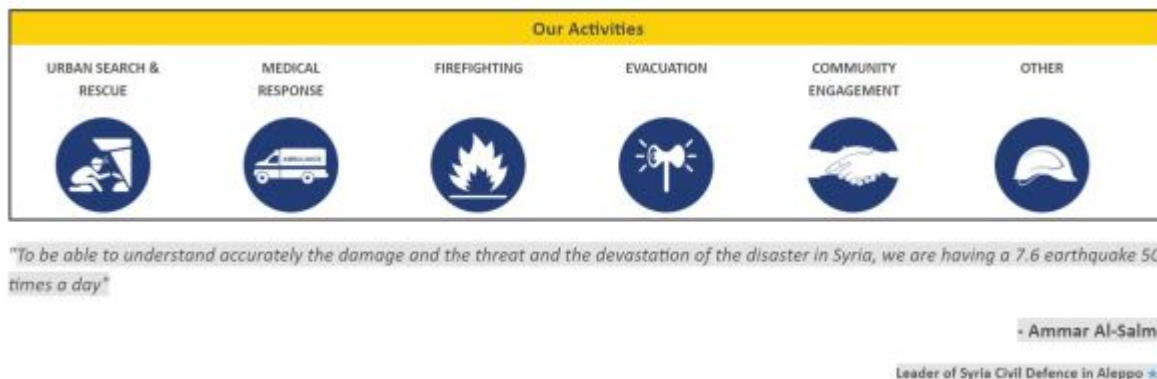 Our Activities
URBAN SEARCH &
RESCUE
MEDICAL
RESPONSE
FIREFIGHTING
EVACUATION
COMMUNITY
ENGAGEMENT
OTHER
AMBULANCE
"To be able to understand accurately the damage and the threat and the devastation of the disaster in Syria, we are having a 7.6 earthquake 50
times a day"
- Ammar Al-Salm
Leader of Syria Civil Defence in Aleppo